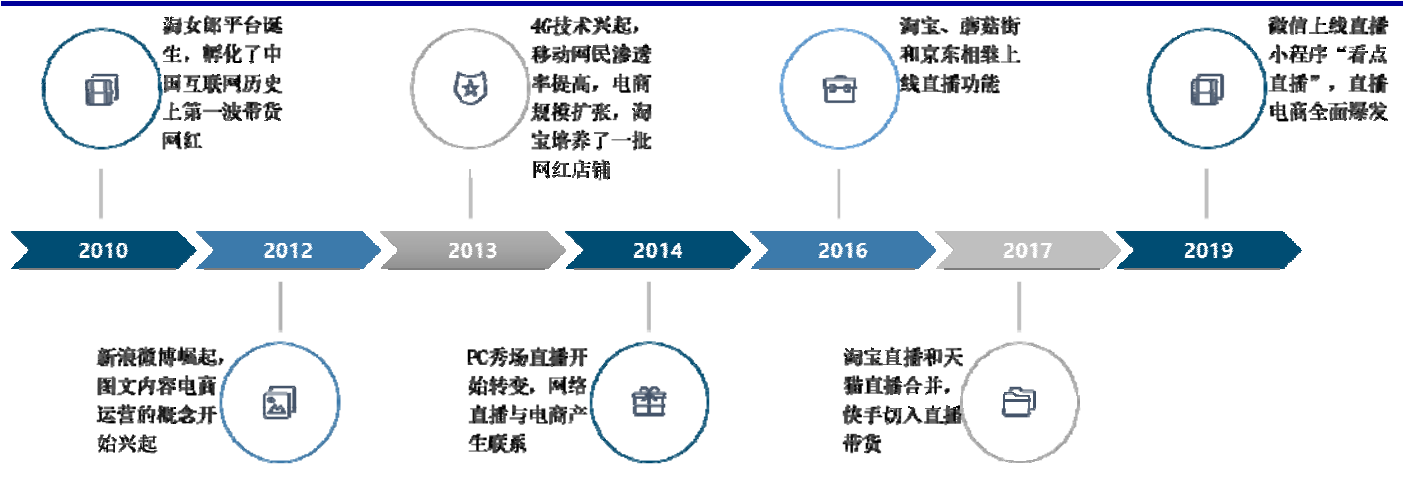 淘女郎平台诞
生，孵化了中
国互联网历史
上第一波带货
网红
4G技术兴起，
移动网民渗透
率提高，电商
规模扩张，淘
宝培养了一批
网红店铺
淘宝、蘑菇街
和京东相继上
线直播功能
微信上线直播
小程序“看点
直播”，直播
电商全面爆发
2010
2012
2013
2014
2016
2017
2019
新浪微博崛起，
图文内容电商
运营的概念开
始兴起
PC秀场直播开
始转变，网络
直播与电商产
生联系
淘宝直播和天
猫直播合并，
快手切入直播
带货